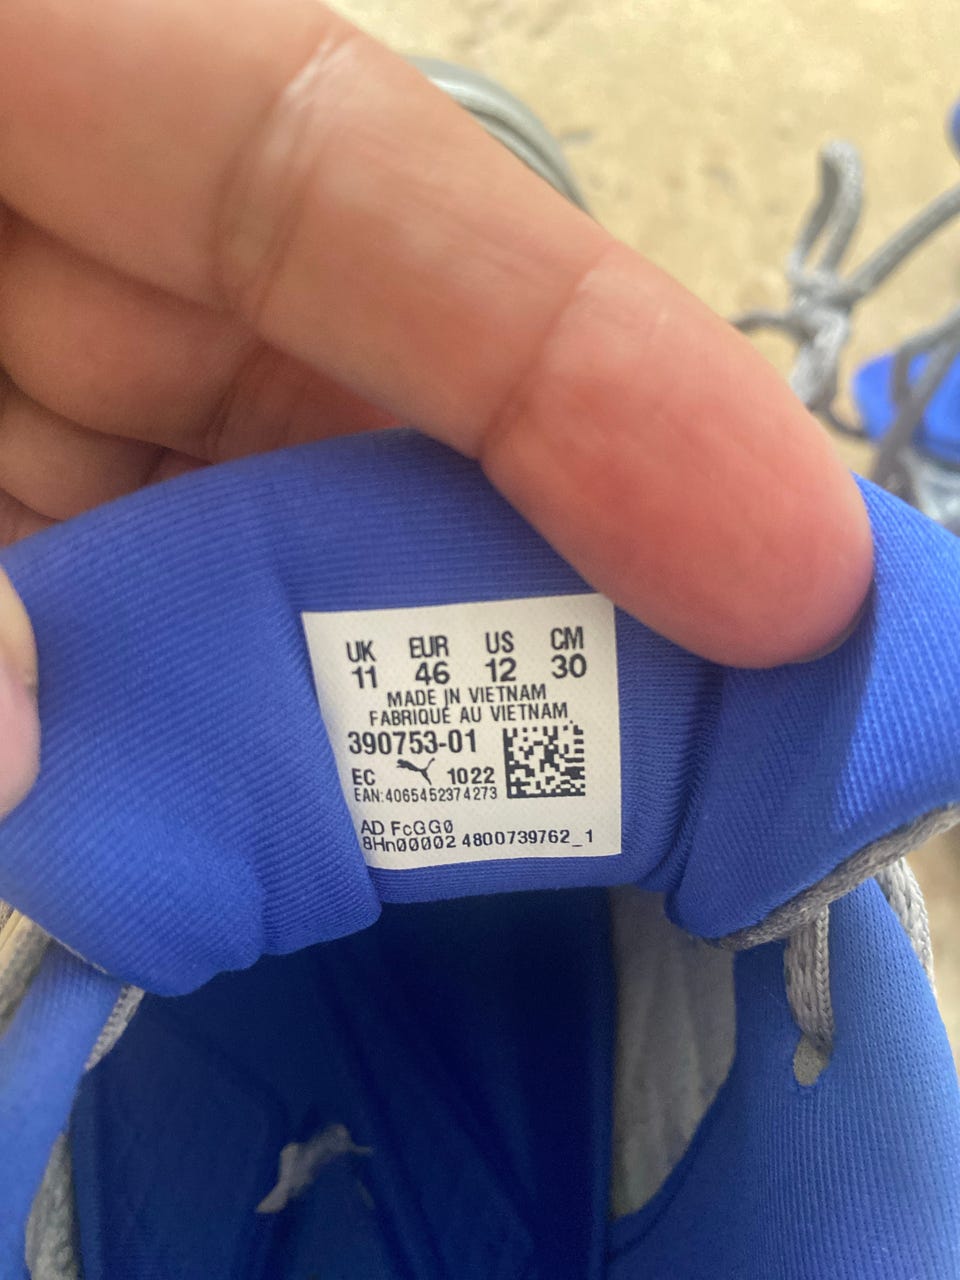 UK EUR US CM
11 46 12 30
MADE IN VIETNAM
FABRIQUÉ AU VIETNAM
390753-01
EC 1022
EAN:4065452374273
AD FcGG0
8Hn00002 4800739762_1